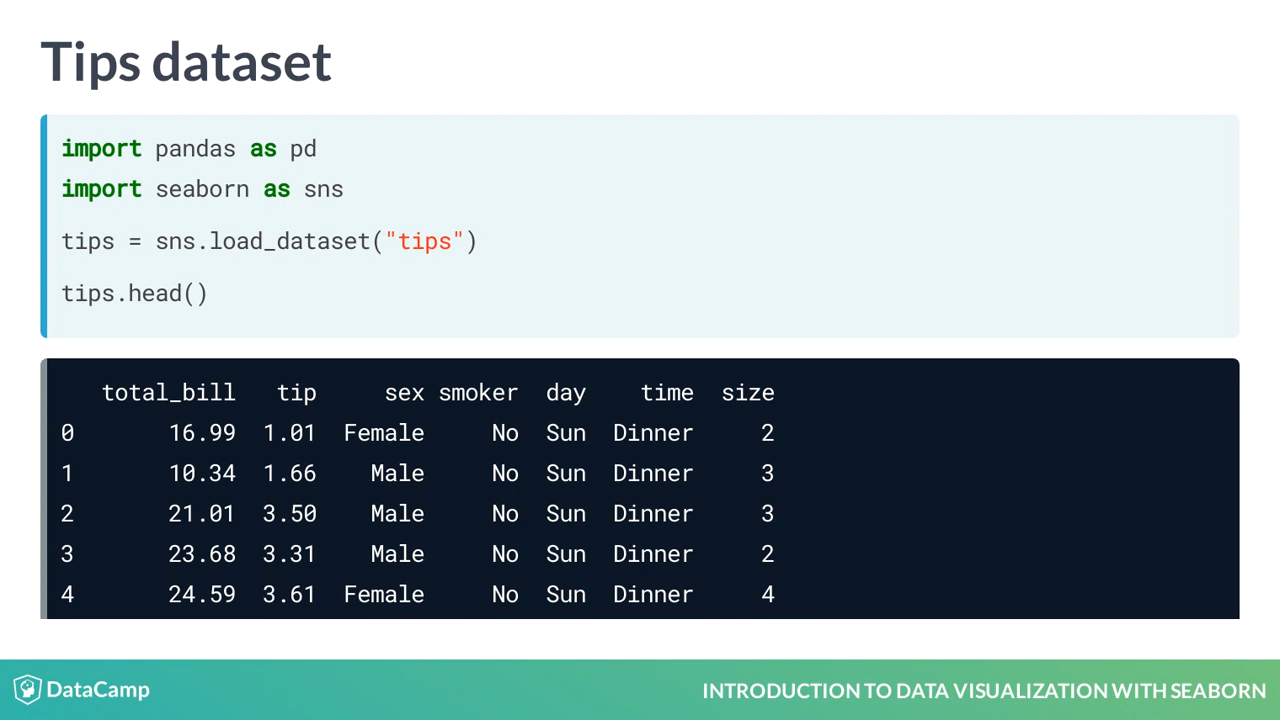 Tips dataset
import pandas as pd
import seaborn as sns
tips = sns.load_dataset("tips")
tips.head()
total_bill tip sex smoker day time size
0 16.99 1.01 Female No Sun Dinner 2
1 10.34 1.66 Male No Sun Dinner 3
2 21.01 3.50 Male No Sun Dinner 3
3 23.68 3.31 Male No Sun Dinner 2
4 24.59 3.61 Female No Sun Dinner 4
DataCamp
INTRODUCTION TO DATA VISUALIZATION WITH SEABORN